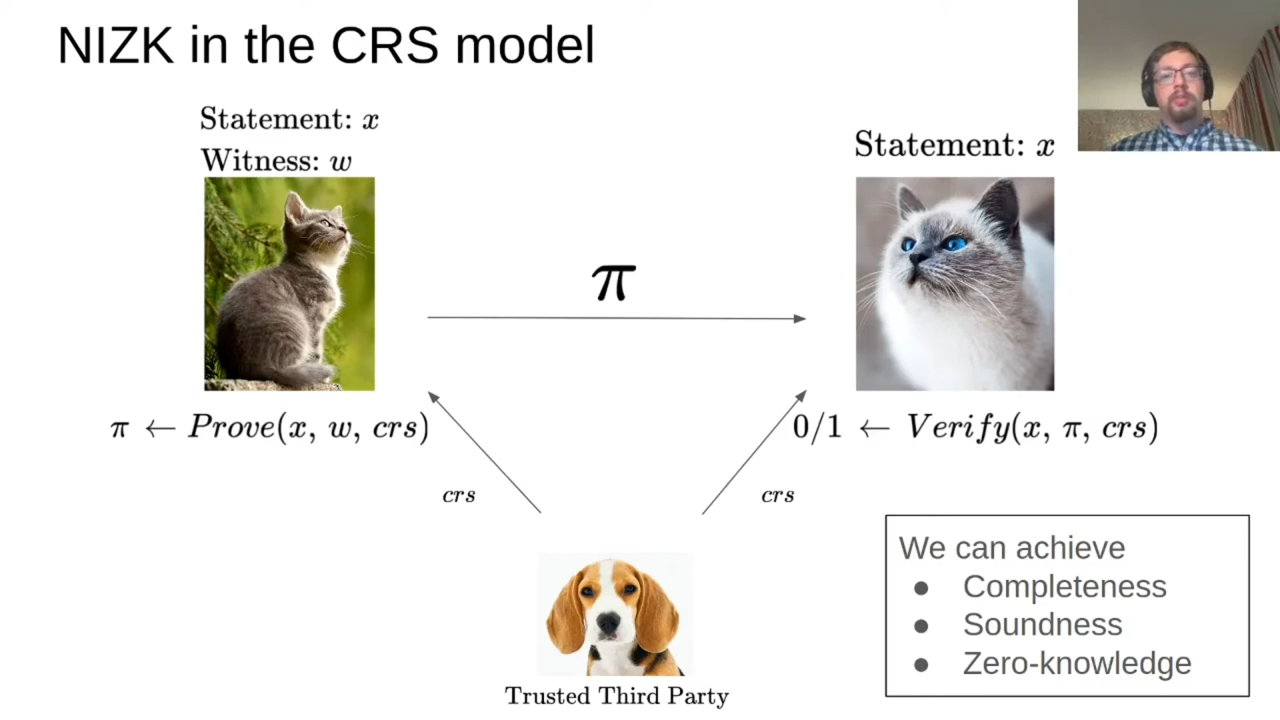 NIZK in the CRS model
Statement: x
Witness: w
Statement: x
π
π ← Prove(x, w, crs)
0/1 ← Verify(x, π, crs)
crs
crs
We can achieve
● Completeness
● Soundness
● Zero-knowledge
Trusted Third Party